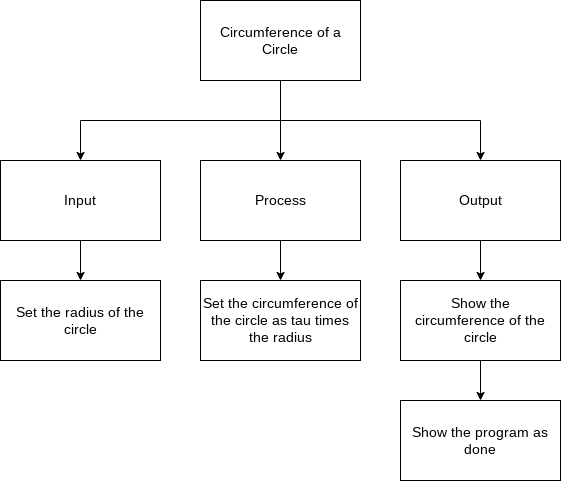 Circumference of a
Circle
Input
Process
Output
Set the radius of the
circle
Set the circumference of
the circle as tau times
the radius
Show the
circumference of the
circle
Show the program as
done